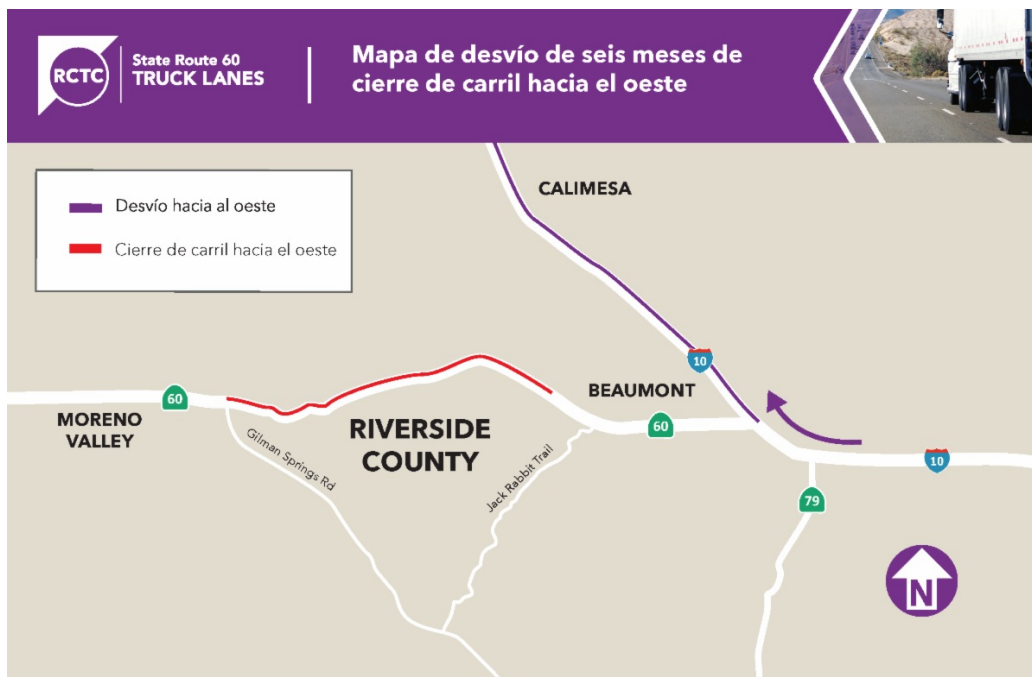 RCTC
State Route 60
TRUCK LANES
Mapa de desvío de seis meses de
cierre de carril hacia el oeste
Desvío hacia al oeste
Cierre de carril hacia el oeste
CALIMESA
10
BEAUMONT
60
MORENO
VALLEY
60
Gilman Springs Rd
RIVERSIDE
COUNTY
Jack Rabbit Trail
10
79
N